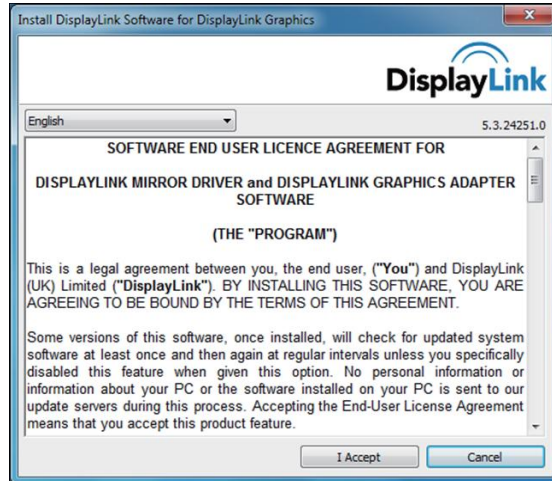 Install DisplayLink Software for DisplayLink Graphics
DisplayLink
English
5.3.24251.0
SOFTWARE END USER LICENCE AGREEMENT FOR
DISPLAYLINK MIRROR DRIVER and DISPLAYLINK GRAPHICS ADAPTER
SOFTWARE
(THE "PROGRAM")
This is a legal agreement between you, the end user, ("You") and DisplayLink
(UK) Limited ("DisplayLink"). BY INSTALLING THIS SOFTWARE, YOU ARE
AGREEING TO BE BOUND BY THE TERMS OF THIS AGREEMENT.
Some versions of this software, once installed, will check for updated system
software at least once and then again at regular intervals unless you specifically
disabled this feature when given this option. No personal information or
information about your PC or the software installed on your PC is sent to our
update servers during this process. Accepting the End-User License Agreement
means that you accept this product feature.
I Accept
Cancel